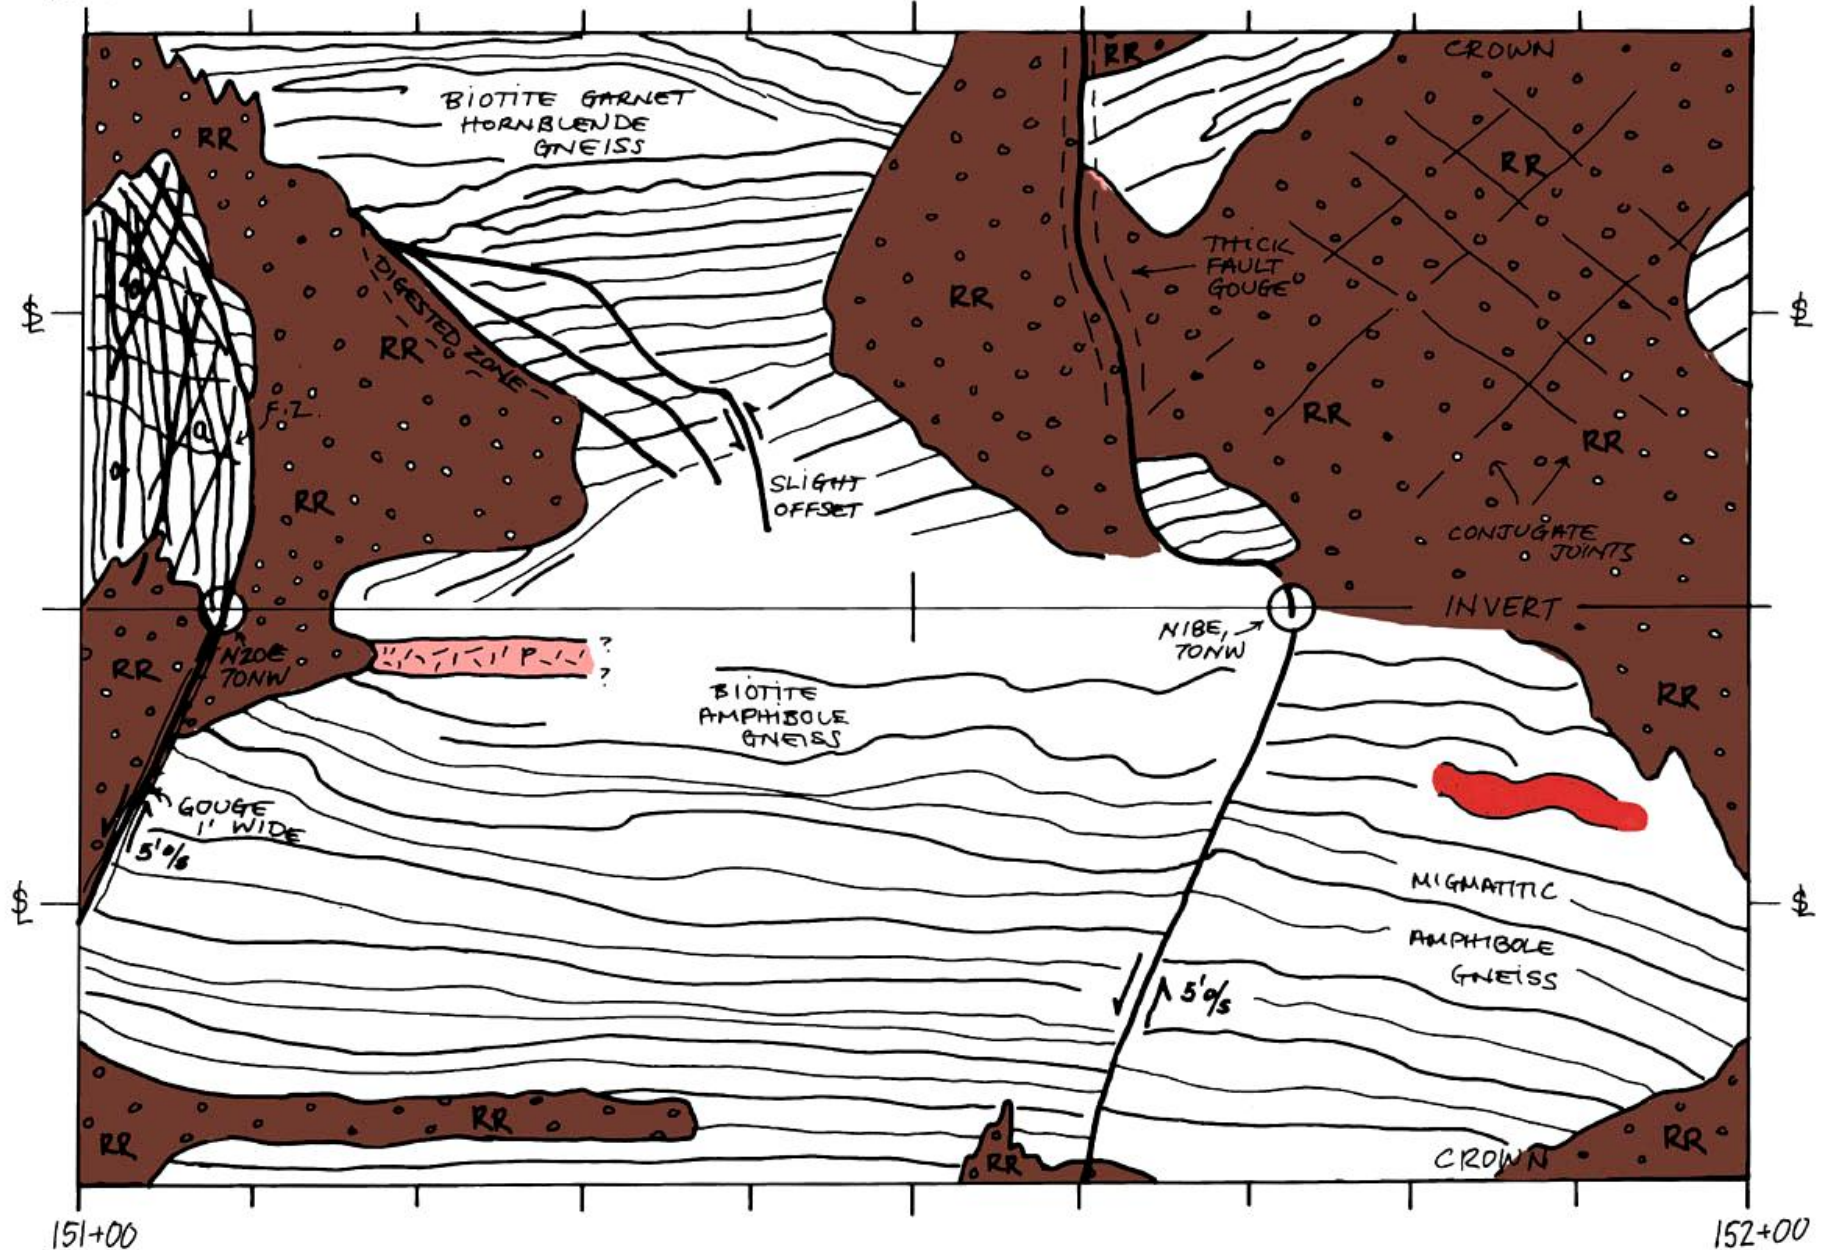 RR
CROWN
BIOTITE GARNET
HORNBLENDE
GNEISS
RR
RR
THICK
FAULT
GOUGE
DIGESTED ZONE
RR
RR
℄
℄
F.Z.
RR
RR
RR
SLIGHT
OFFSET
CONJUGATE
JOINTS
INVERT
N20E
70NW
RR
P
?
?
N18E,
70NW
BIOTITE
AMPHIBOLE
GNEISS
RR
GOUGE
1' WIDE
5' o/s
MIGMATITIC
℄
℄
AMPHIBOLE
GNEISS
5' o/s
RR
RR
RR
RR
CROWN
151+00
152+00